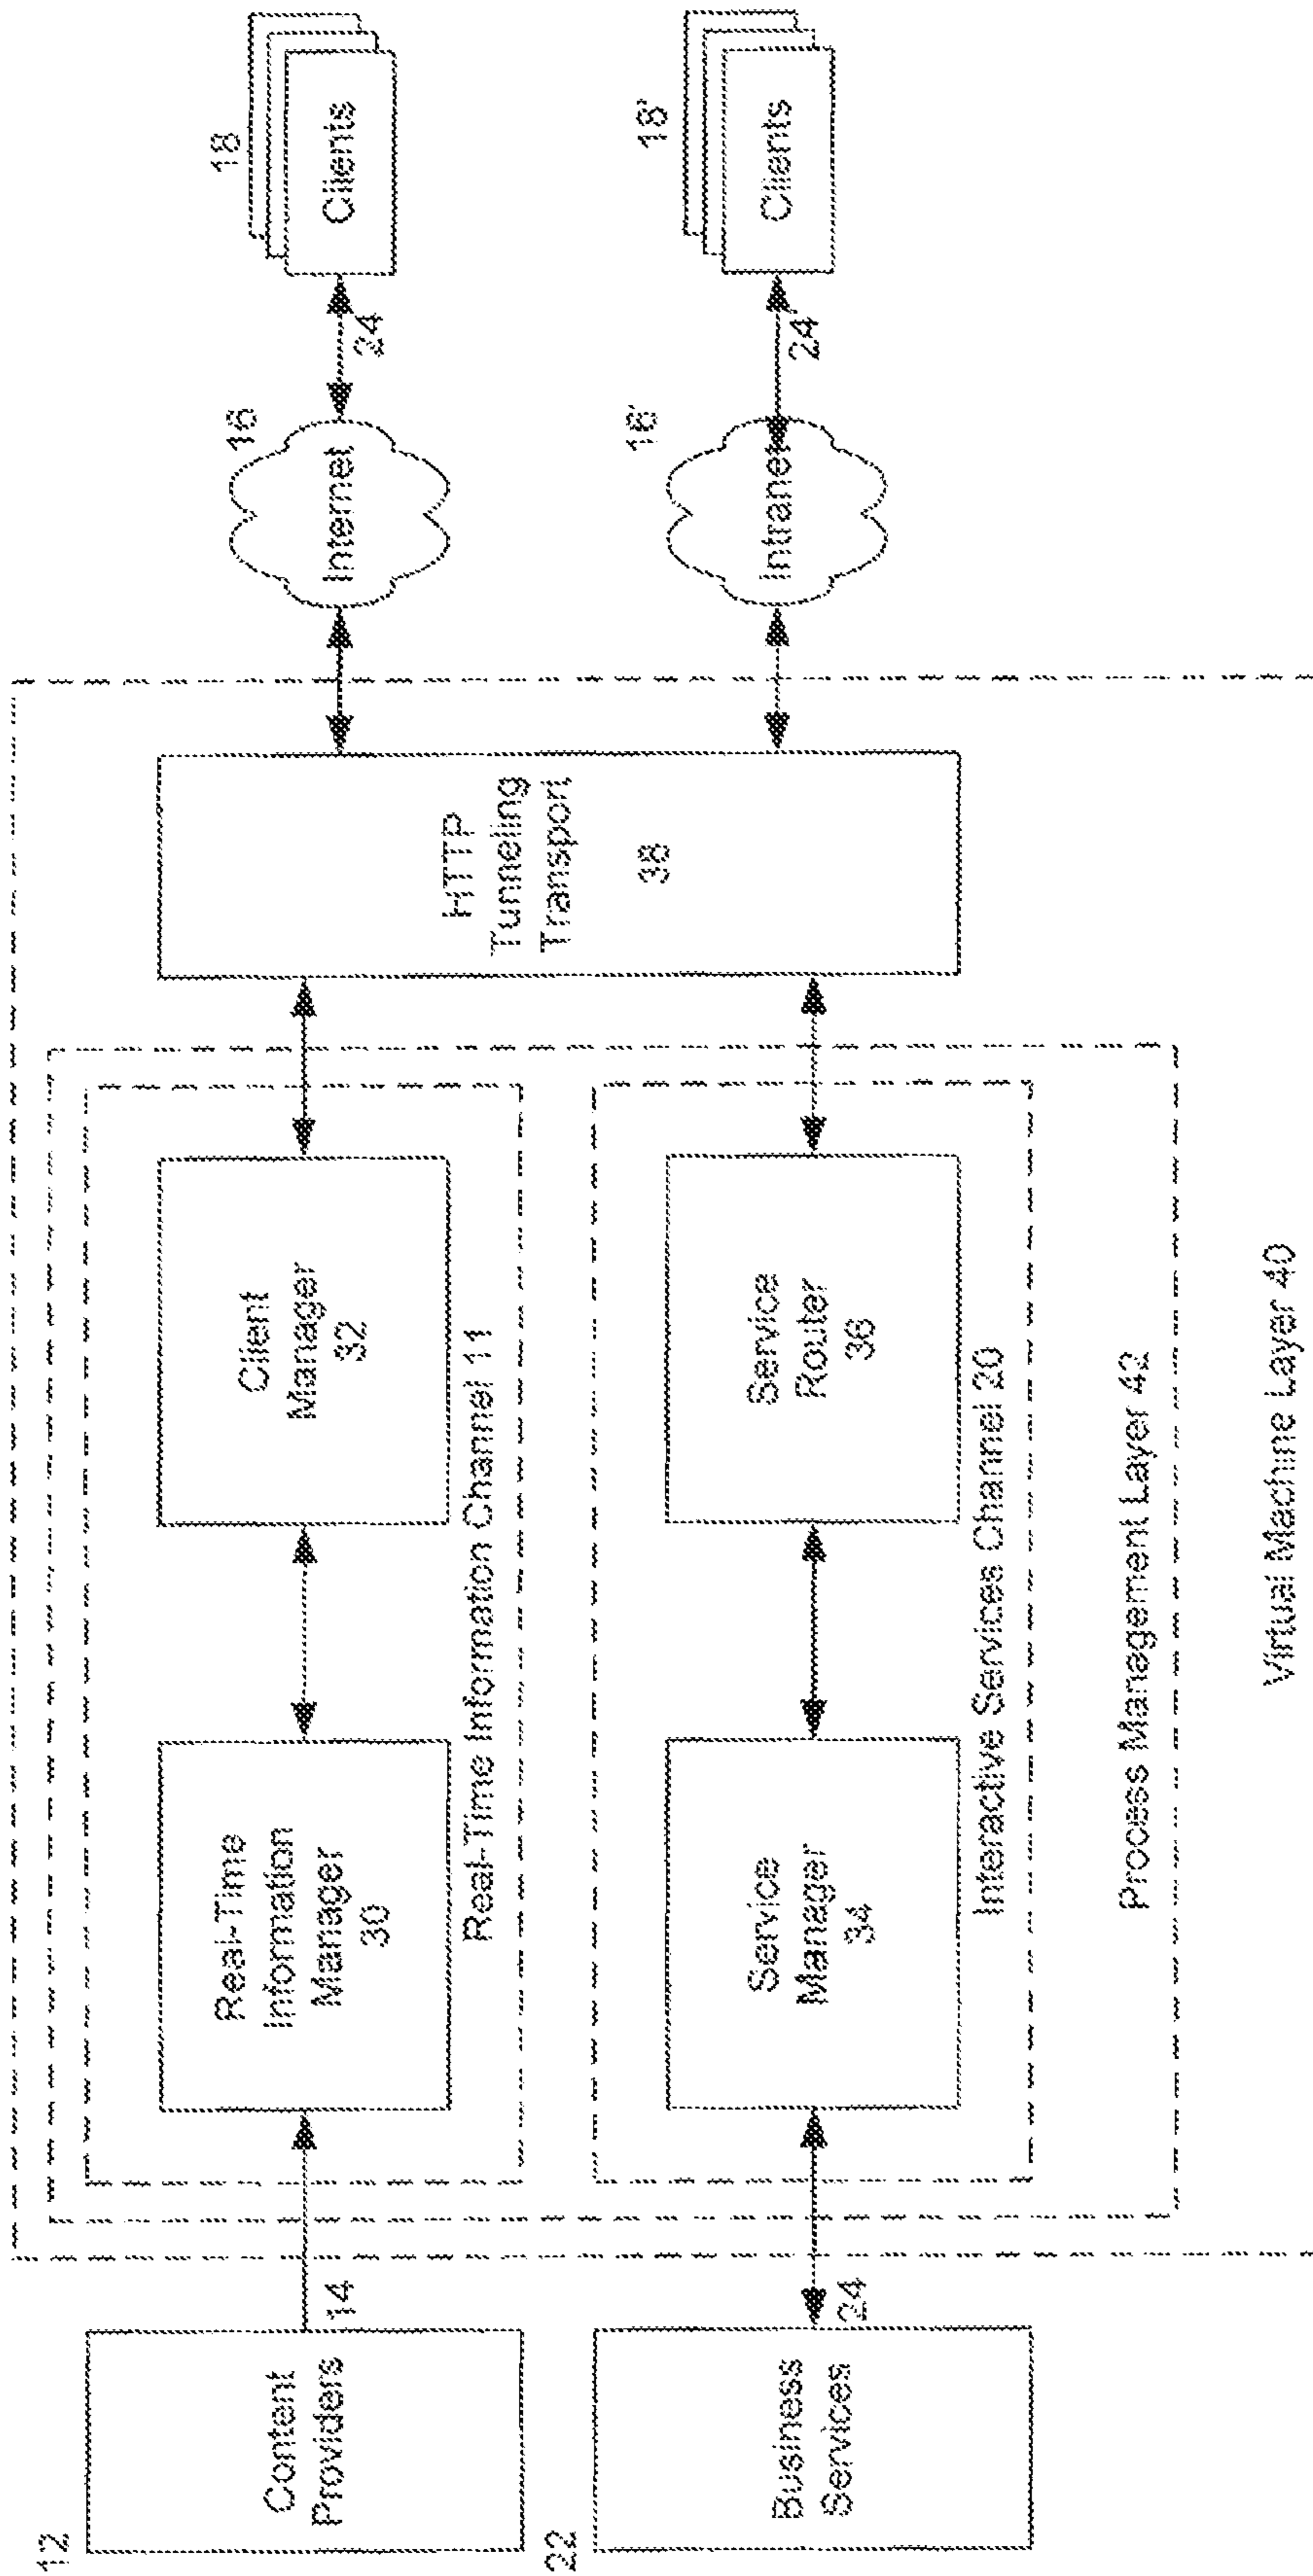 12
Content
Providers
14
Real-Time
Information
Manager
30
Client
Manager
32
Real-Time Information Channel 11
22
Business
Services
24
Service
Manager
34
Service
Router
36
Interactive Services Channel 20
Process Management Layer 42
Virtual Machine Layer 40
HTTP
Tunneling
Transport
38
16
Internet
24
18
Clients
16'
Intranet
24'
18'
Clients